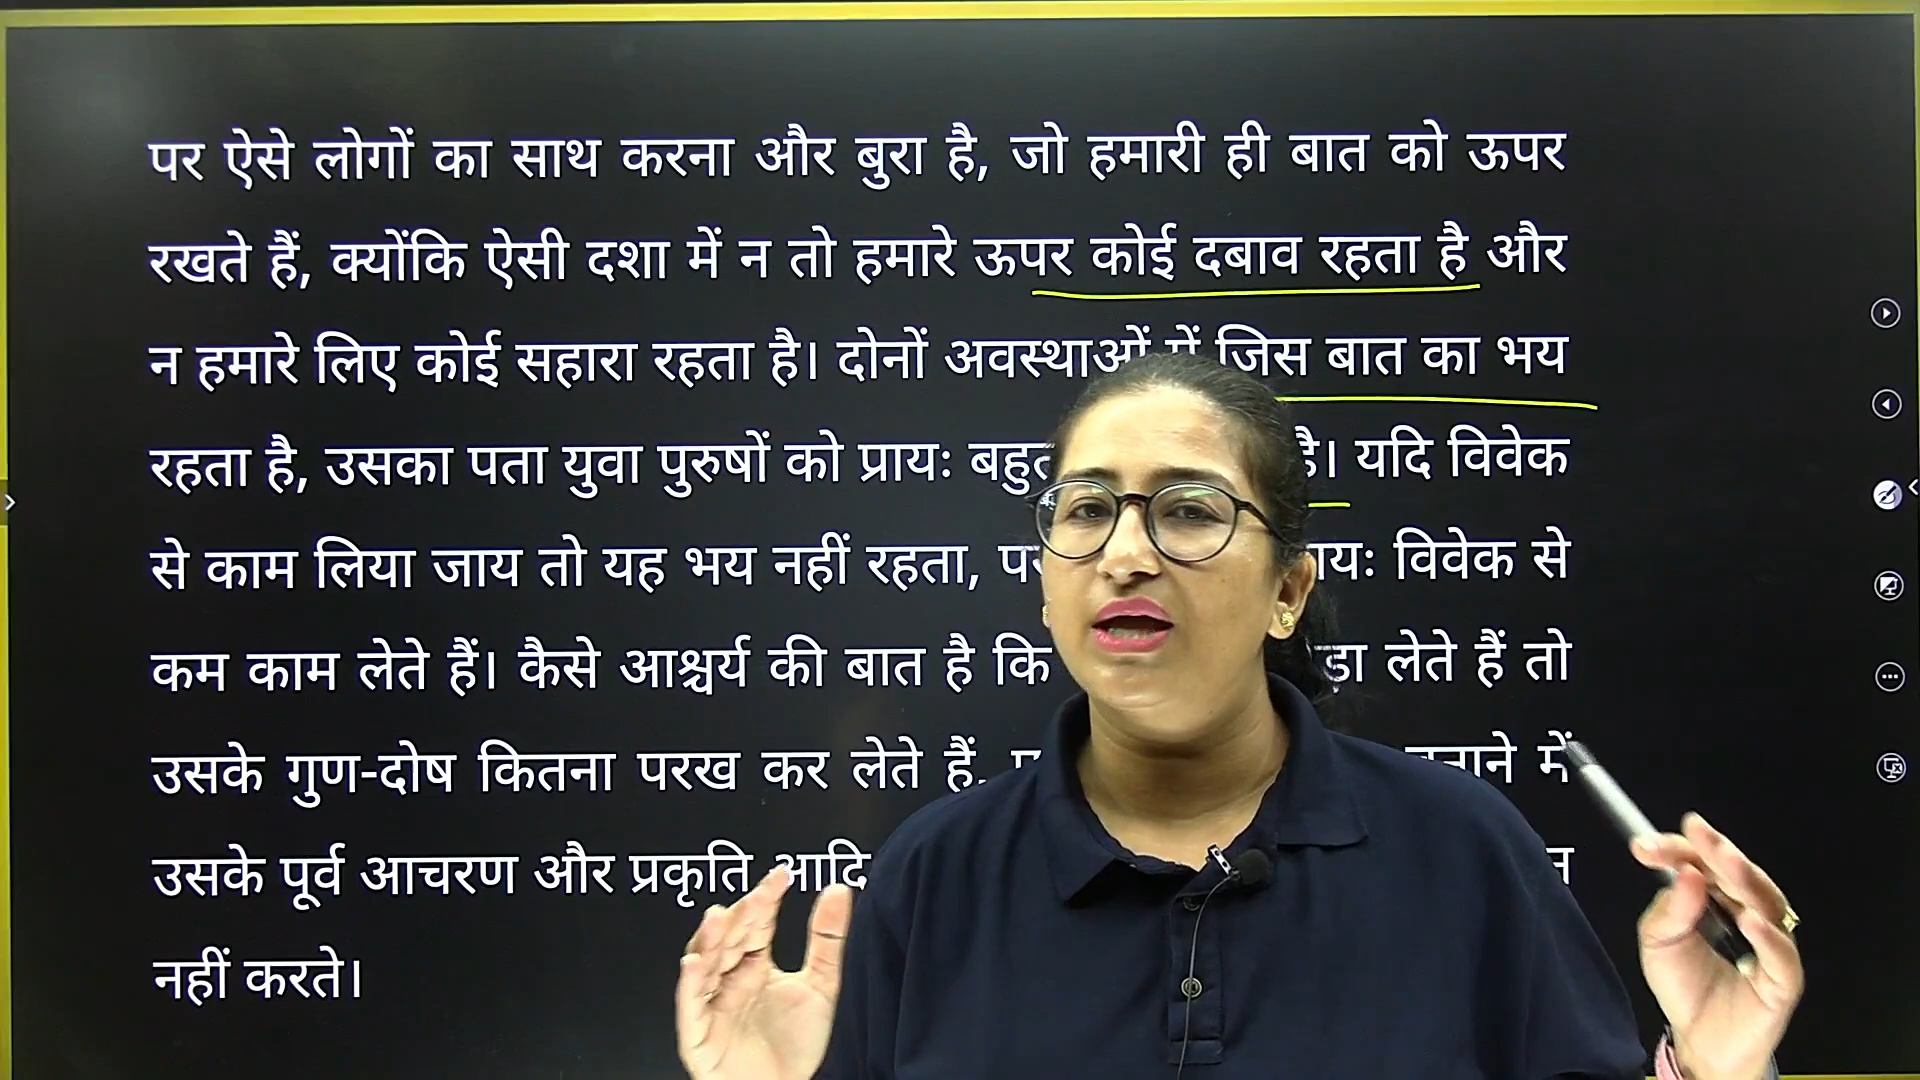 पर ऐसे लोगों का साथ करना और बुरा है, जो हमारी ही बात को ऊपर
रखते हैं, क्योंकि ऐसी दशा में न तो हमारे ऊपर कोई दबाव रहता है और
न हमारे लिए कोई सहारा रहता है। दोनों अवस्थाओं में जिस बात का भय
रहता है, उसका पता युवा पुरुषों को प्रायः है। यदि विवेक
से काम लिया जाय तो यह भय नहीं रहता, विवेक से
कम काम लेते हैं। कैसे आश्चर्य की बात है कि लेते हैं तो
उसके गुण-दोष कितना परख कर लेते हैं, में
उसके पूर्व आचरण और प्रकृति आदि
नहीं करते।